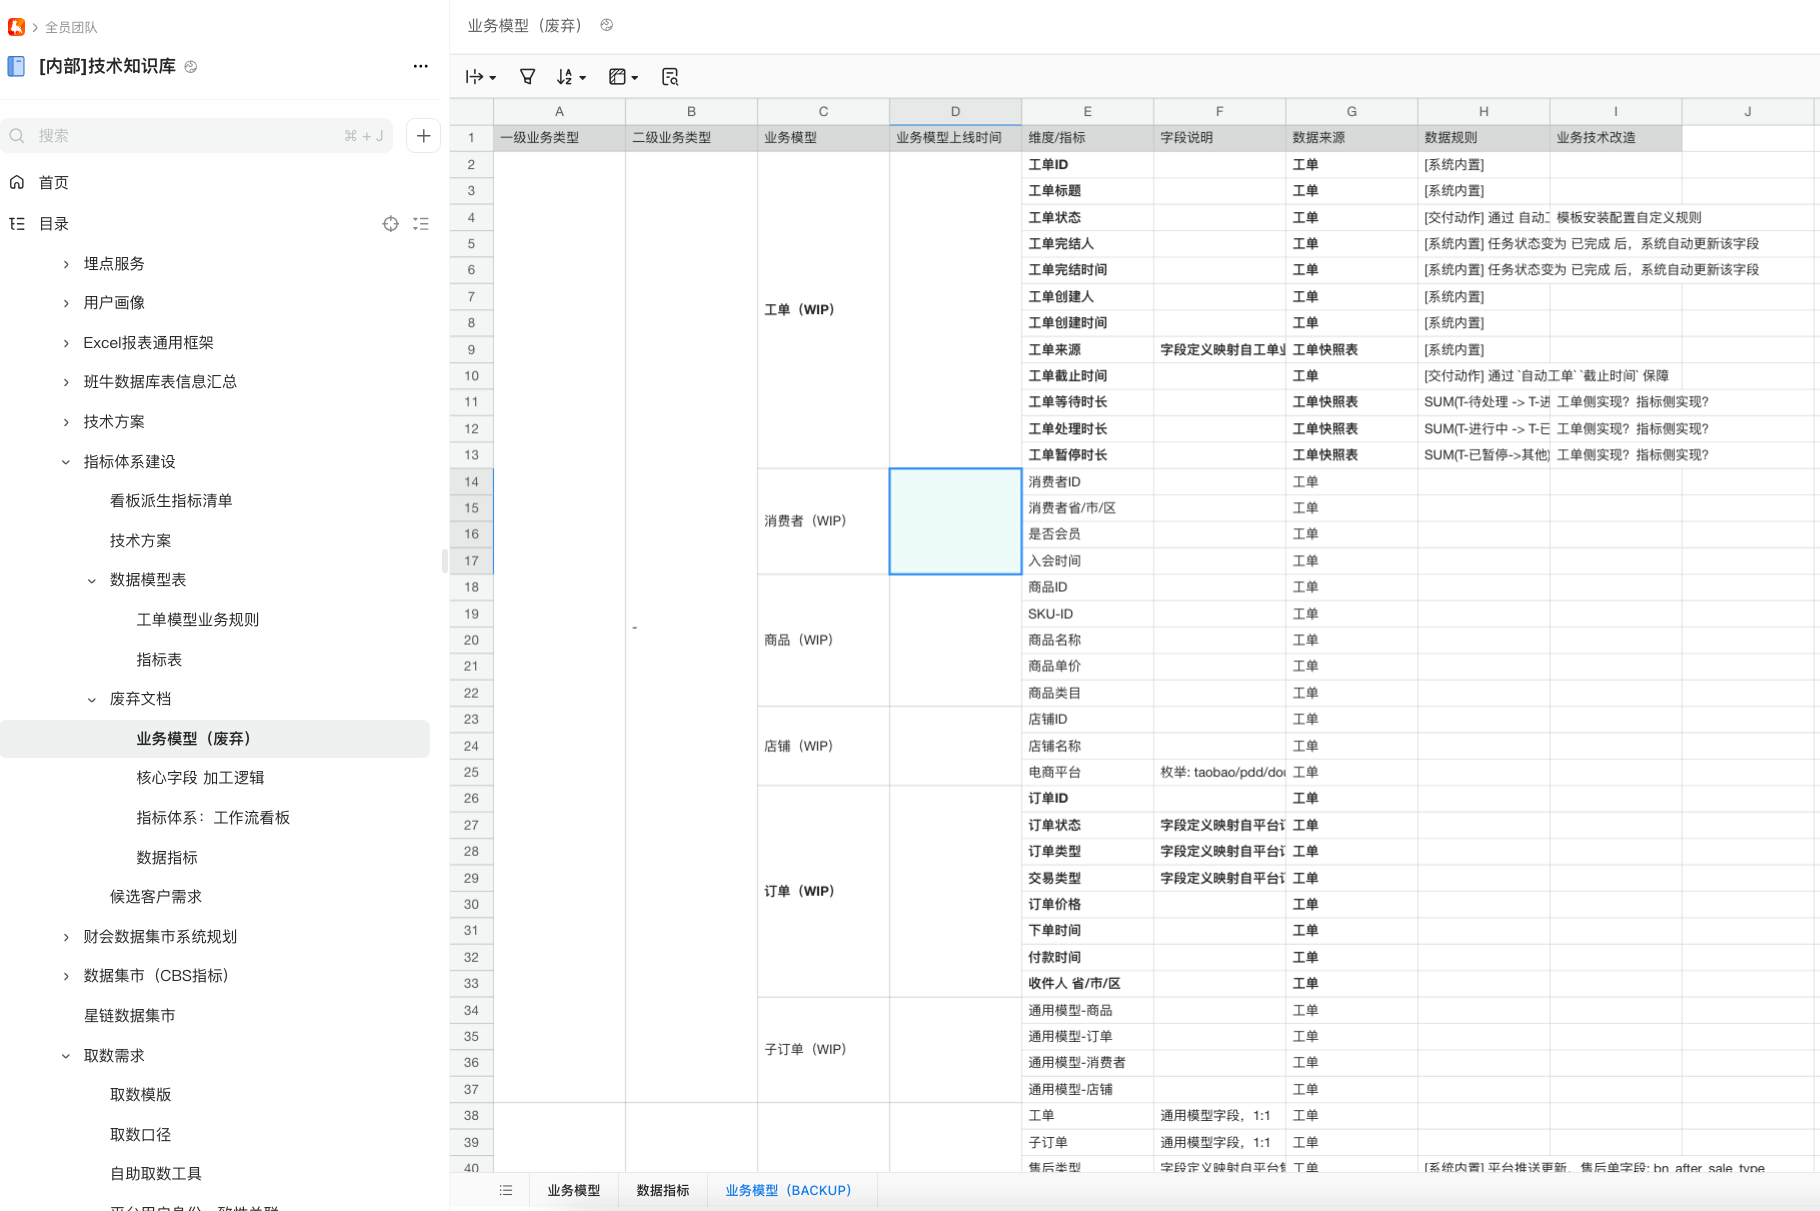 全员团队
[内部]技术知识库
搜索 ⌘ + J
首页
目录
埋点服务
用户画像
Excel报表通用框架
班牛数据库表信息汇总
技术方案
指标体系建设
看板派生指标清单
技术方案
数据模型表
工单模型业务规则
指标表
废弃文档
业务模型（废弃）
核心字段 加工逻辑
指标体系：工作流看板
数据指标
候选客户需求
财会数据集市系统规划
数据集市（CBS指标）
星链数据集市
取数需求
取数模版
取数口径
自助取数工具
业务模型（废弃）
A B C D E F G H I J
1 一级业务类型 二级业务类型 业务模型 业务模型上线时间 维度/指标 字段说明 数据来源 数据规则 业务技术改造
2 工单ID 工单 [系统内置]
3 工单标题 工单 [系统内置]
4 工单状态 工单 [交付动作] 通过 自动 模板安装配置自定义规则
5 工单完结人 工单 [系统内置] 任务状态变为 已完成 后，系统自动更新该字段
6 工单完结时间 工单 [系统内置] 任务状态变为 已完成 后，系统自动更新该字段
7 工单创建人 工单 [系统内置]
工单（WIP）
8 工单创建时间 工单 [系统内置]
9 工单来源 字段定义映射自工单 工单快照表 [系统内置]
10 工单截止时间 工单 [交付动作] 通过 `自动工单` `截止时间` 保障
11 工单等待时长 工单快照表 SUM(T-待处理 -> T-进 工单侧实现？指标侧实现？
12 工单处理时长 工单快照表 SUM(T-进行中 -> T-已 工单侧实现？指标侧实现？
13 工单暂停时长 工单快照表 SUM(T-已暂停->其他) 工单侧实现？指标侧实现？
14 消费者ID 工单
15 消费者省/市/区 工单
消费者（WIP）
16 是否会员 工单
17 入会时间 工单
18 商品ID 工单
19 SKU-ID 工单
-
20 商品（WIP） 商品名称 工单
21 商品单价 工单
22 商品类目 工单
23 店铺ID 工单
24 店铺（WIP） 店铺名称 工单
25 电商平台 枚举: taobao/pdd/dou 工单
26 订单ID 工单
27 订单状态 字段定义映射自平台 工单
28 订单类型 字段定义映射自平台 工单
29 交易类型 字段定义映射自平台 工单
订单（WIP）
30 订单价格 工单
31 下单时间 工单
32 付款时间 工单
33 收件人 省/市/区 工单
34 通用模型-商品 工单
35 通用模型-订单 工单
子订单（WIP）
36 通用模型-消费者 工单
37 通用模型-店铺 工单
38 工单 通用模型字段，1:1 工单
39 子订单 通用模型字段，1:1 工单
40 售后类型 字段定义映射自平台 工单 [系统内置] 平台推送更新，售后单字段: bn_after_sale_type
业务模型 数据指标 业务模型（BACKUP）